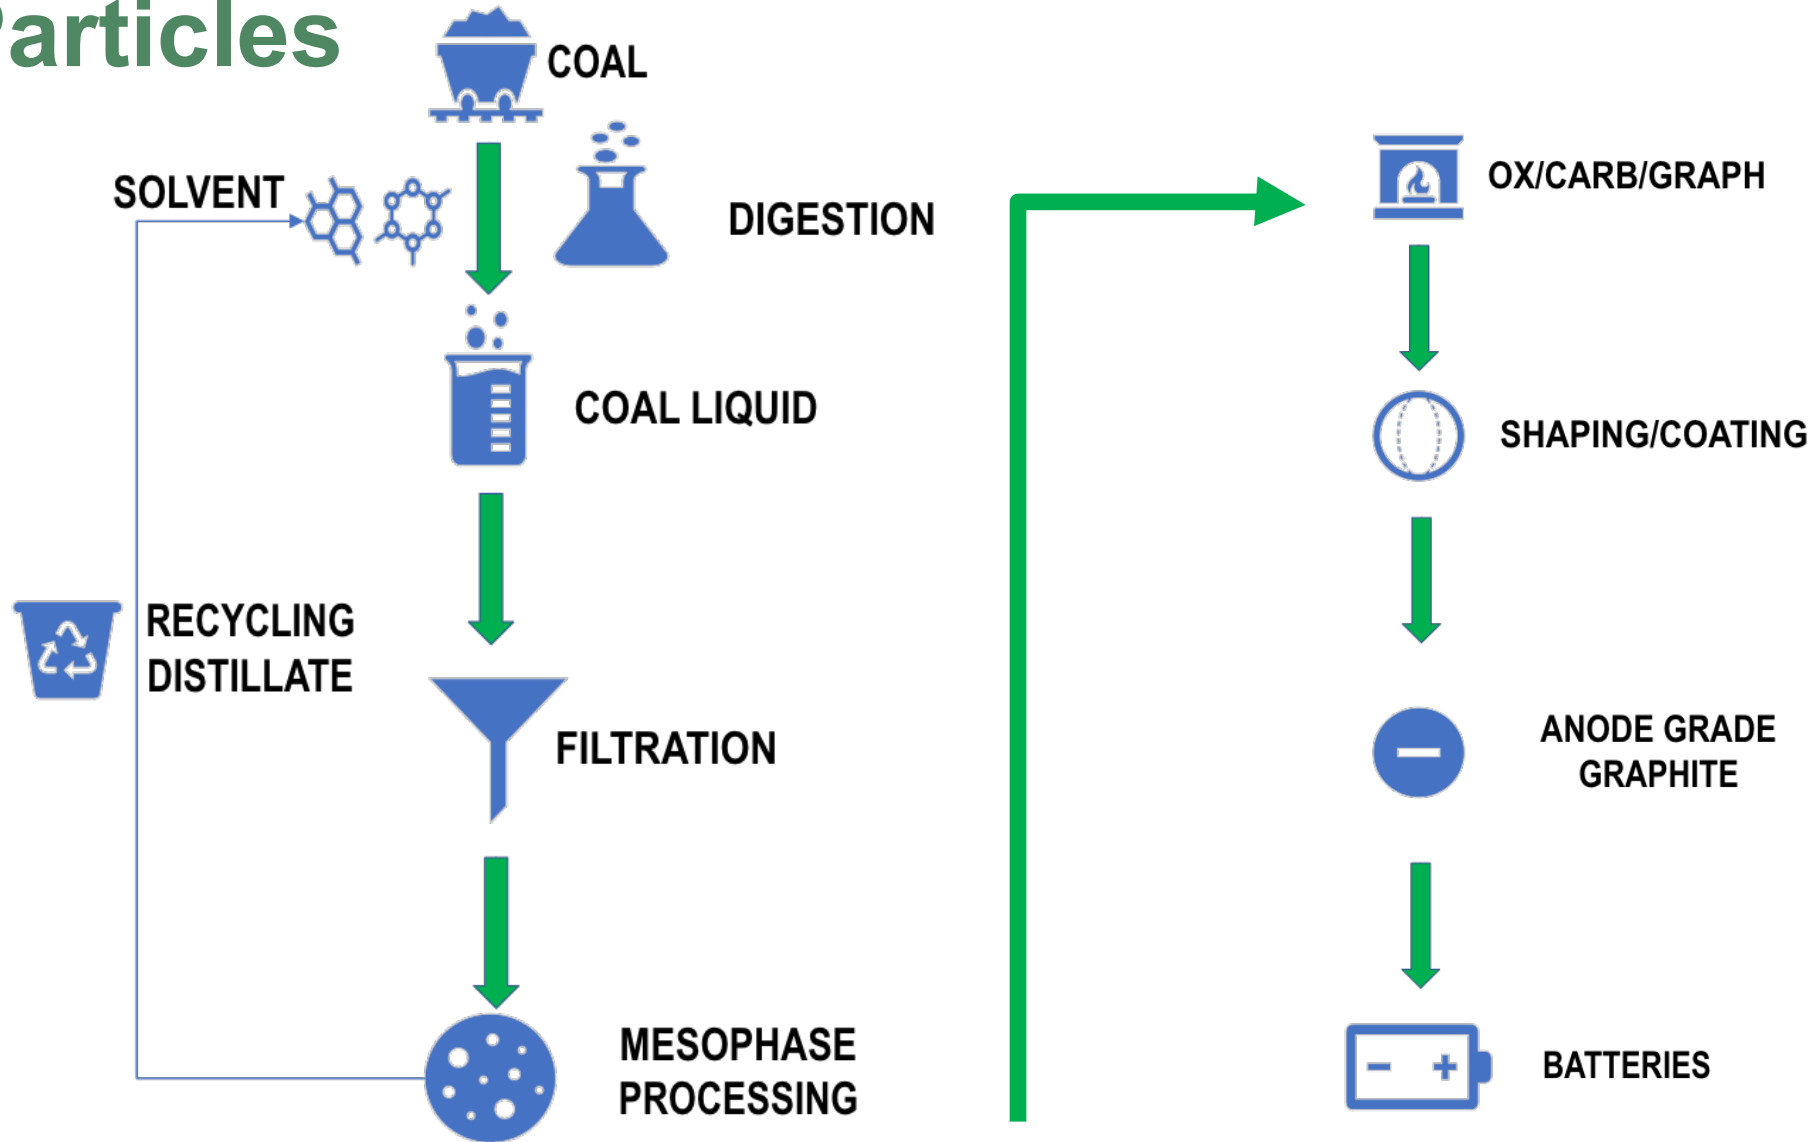 Particles
COAL
SOLVENT
DIGESTION
COAL LIQUID
RECYCLING
DISTILLATE
FILTRATION
MESOPHASE
PROCESSING
OX/CARB/GRAPH
SHAPING/COATING
ANODE GRADE
GRAPHITE
BATTERIES